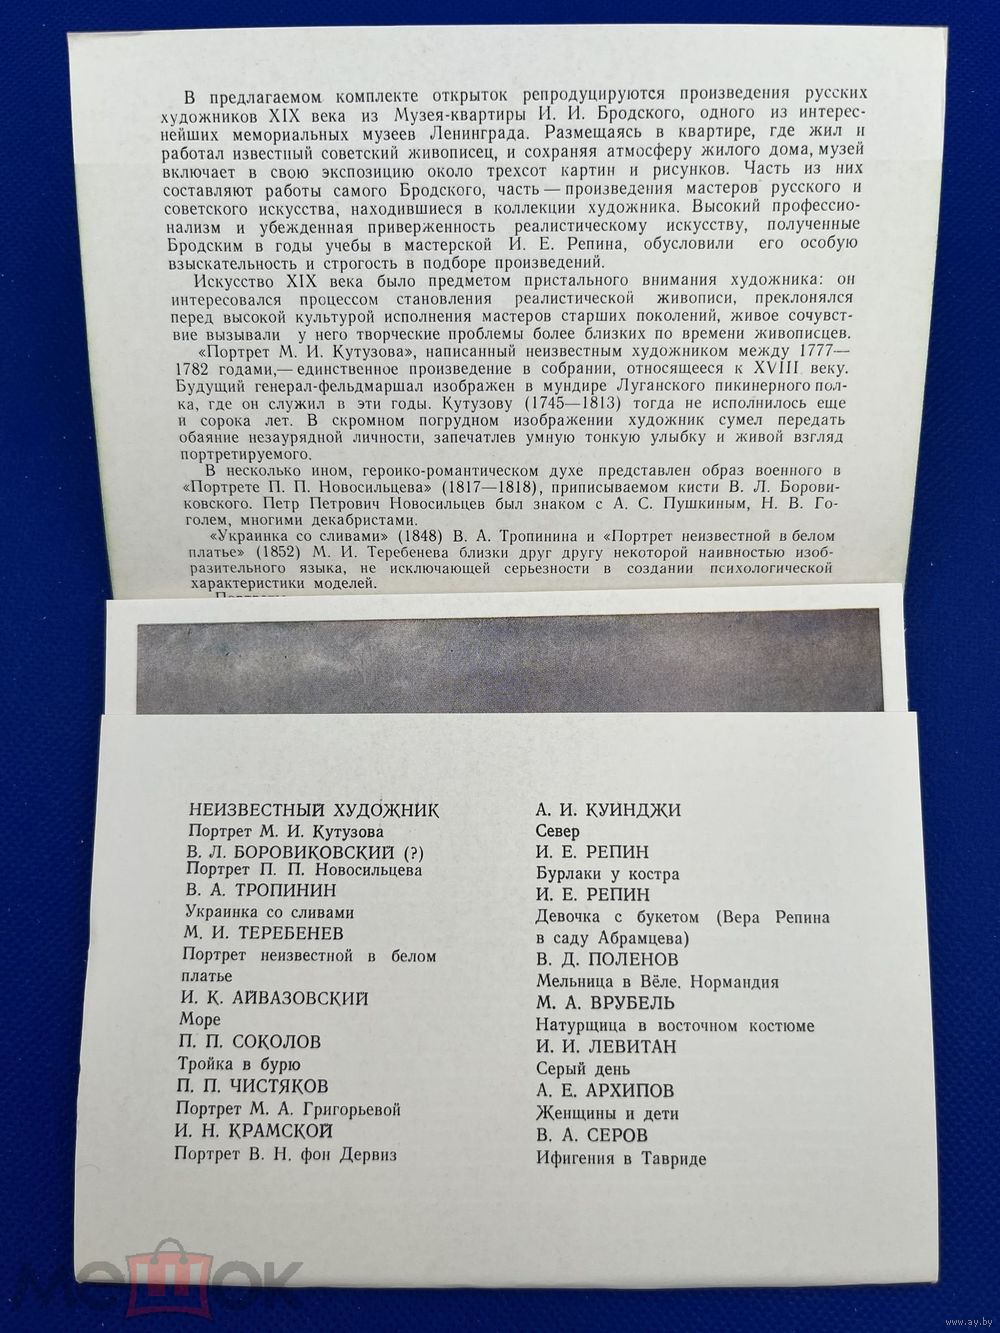 В предлагаемом комплекте открыток репродуцируются произведения русских
художников XIX века из Музея-квартиры И. И. Бродского, одного из интерес-
нейших мемориальных музеев Ленинграда. Размещаясь в квартире, где жил и
работал известный советский живописец, и сохраняя атмосферу жилого дома, музей
включает в свою экспозицию около трехсот картин и рисунков. Часть из них
составляют работы самого Бродского, часть — произведения мастеров русского и
советского искусства, находившиеся в коллекции художника. Высокий профессио-
нализм и убежденная приверженность реалистическому искусству, полученные
Бродским в годы учебы в мастерской И. Е. Репина, обусловили его особую
взыскательность и строгость в подборе произведений.
Искусство XIX века было предметом пристального внимания художника: он
интересовался процессом становления реалистической живописи, преклонялся
перед высокой культурой исполнения мастеров старших поколений, живое сочувст-
вие вызывали у него творческие проблемы более близких по времени живописцев.
«Портрет М. И. Кутузова», написанный неизвестным художником между 1777—
1782 годами,— единственное произведение в собрании, относящееся к XVIII веку.
Будущий генерал-фельдмаршал изображен в мундире Луганского пикинерного пол-
ка, где он служил в эти годы. Кутузову (1745—1813) тогда не исполнилось еще
и сорока лет. В скромном погрудном изображении художник сумел передать
обаяние незаурядной личности, запечатлев умную тонкую улыбку и живой взгляд
портретируемого.
В несколько ином, героико-романтическом духе представлен образ военного в
«Портрете П. П. Новосильцева» (1817—1818), приписываемом кисти В. Л. Борови-
ковского. Петр Петрович Новосильцев был знаком с А. С. Пушкиным, Н. В. Го-
голем, многими декабристами.
«Украинка со сливами» (1848) В. А. Тропинина и «Портрет неизвестной в белом
платье» (1852) М. И. Теребенева близки друг другу некоторой наивностью изоб-
разительного языка, не исключающей серьезности в создании психологической
характеристики моделей.
НЕИЗВЕСТНЫЙ ХУДОЖНИК
Портрет М. И. Кутузова
В. Л. БОРОВИКОВСКИЙ (?)
Портрет П. П. Новосильцева
В. А. ТРОПИНИН
Украинка со сливами
М. И. ТЕРЕБЕНЕВ
Портрет неизвестной в белом
платье
И. К. АЙВАЗОВСКИЙ
Море
П. П. СОКОЛОВ
Тройка в бурю
П. П. ЧИСТЯКОВ
Портрет М. А. Григорьевой
И. Н. КРАМСКОЙ
Портрет В. Н. фон Дервиз
А. И. КУИНДЖИ
Север
И. Е. РЕПИН
Бурлаки у костра
И. Е. РЕПИН
Девочка с букетом (Вера Репина
в саду Абрамцева)
В. Д. ПОЛЕНОВ
Мельница в Вёле. Нормандия
М. А. ВРУБЕЛЬ
Натурщица в восточном костюме
И. И. ЛЕВИТАН
Серый день
А. Е. АРХИПОВ
Женщины и дети
В. А. СЕРОВ
Ифигения в Тавриде
мешок
www.ay.by